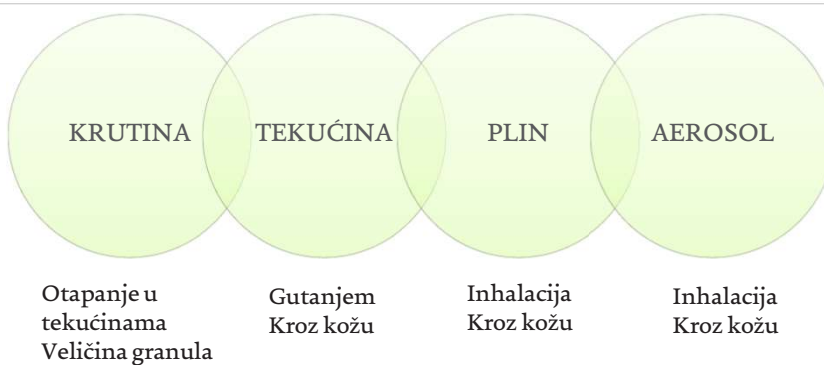 KRUTINA
TEKUĆINA
PLIN
AEROSOL
Otapanje u
tekućinama
Veličina granula
Gutanjem
Kroz kožu
Inhalacija
Kroz kožu
Inhalacija
Kroz kožu